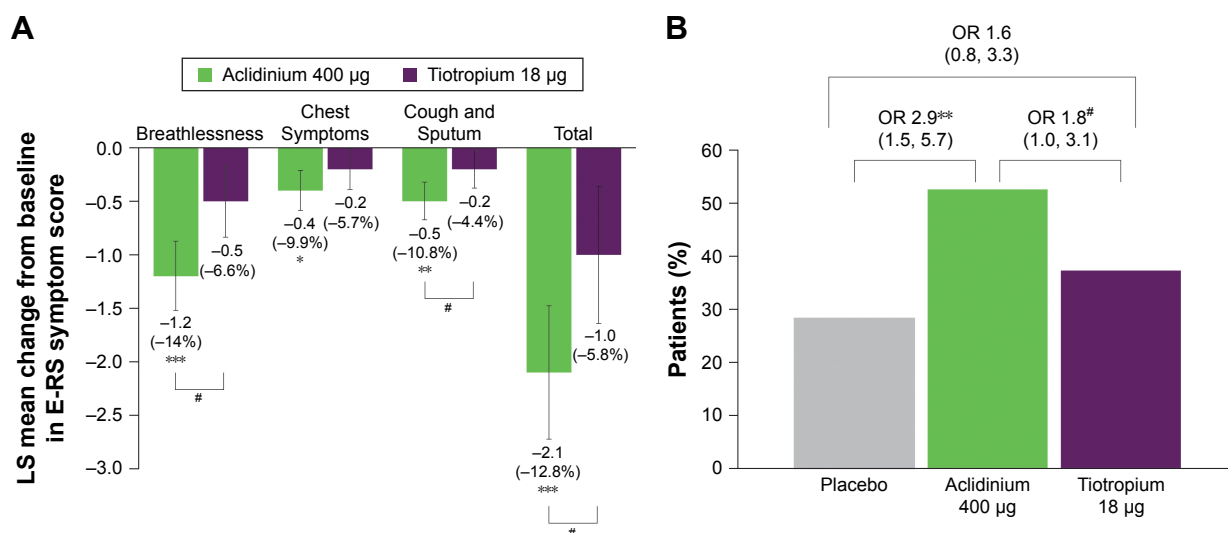 A
Aclidinium 400 µg
Tiotropium 18 µg
Breathlessness
Chest
Symptoms
Cough and
Sputum
Total
LS mean change from baseline
in E-RS symptom score
0.0
–0.5
–1.0
–1.5
–2.0
–2.5
–3.0
–1.2
(–14%)
***
–0.5
(–6.6%)
#
–0.4
(–9.9%)
*
–0.2
(–5.7%)
–0.5
(–10.8%)
**
–0.2
(–4.4%)
#
–2.1
(–12.8%)
***
–1.0
(–5.8%)
#
B
OR 1.6
(0.8, 3.3)
OR 2.9**
(1.5, 5.7)
OR 1.8#
(1.0, 3.1)
Patients (%)
60
50
40
30
20
10
0
Placebo
Aclidinium
400 µg
Tiotropium
18 µg